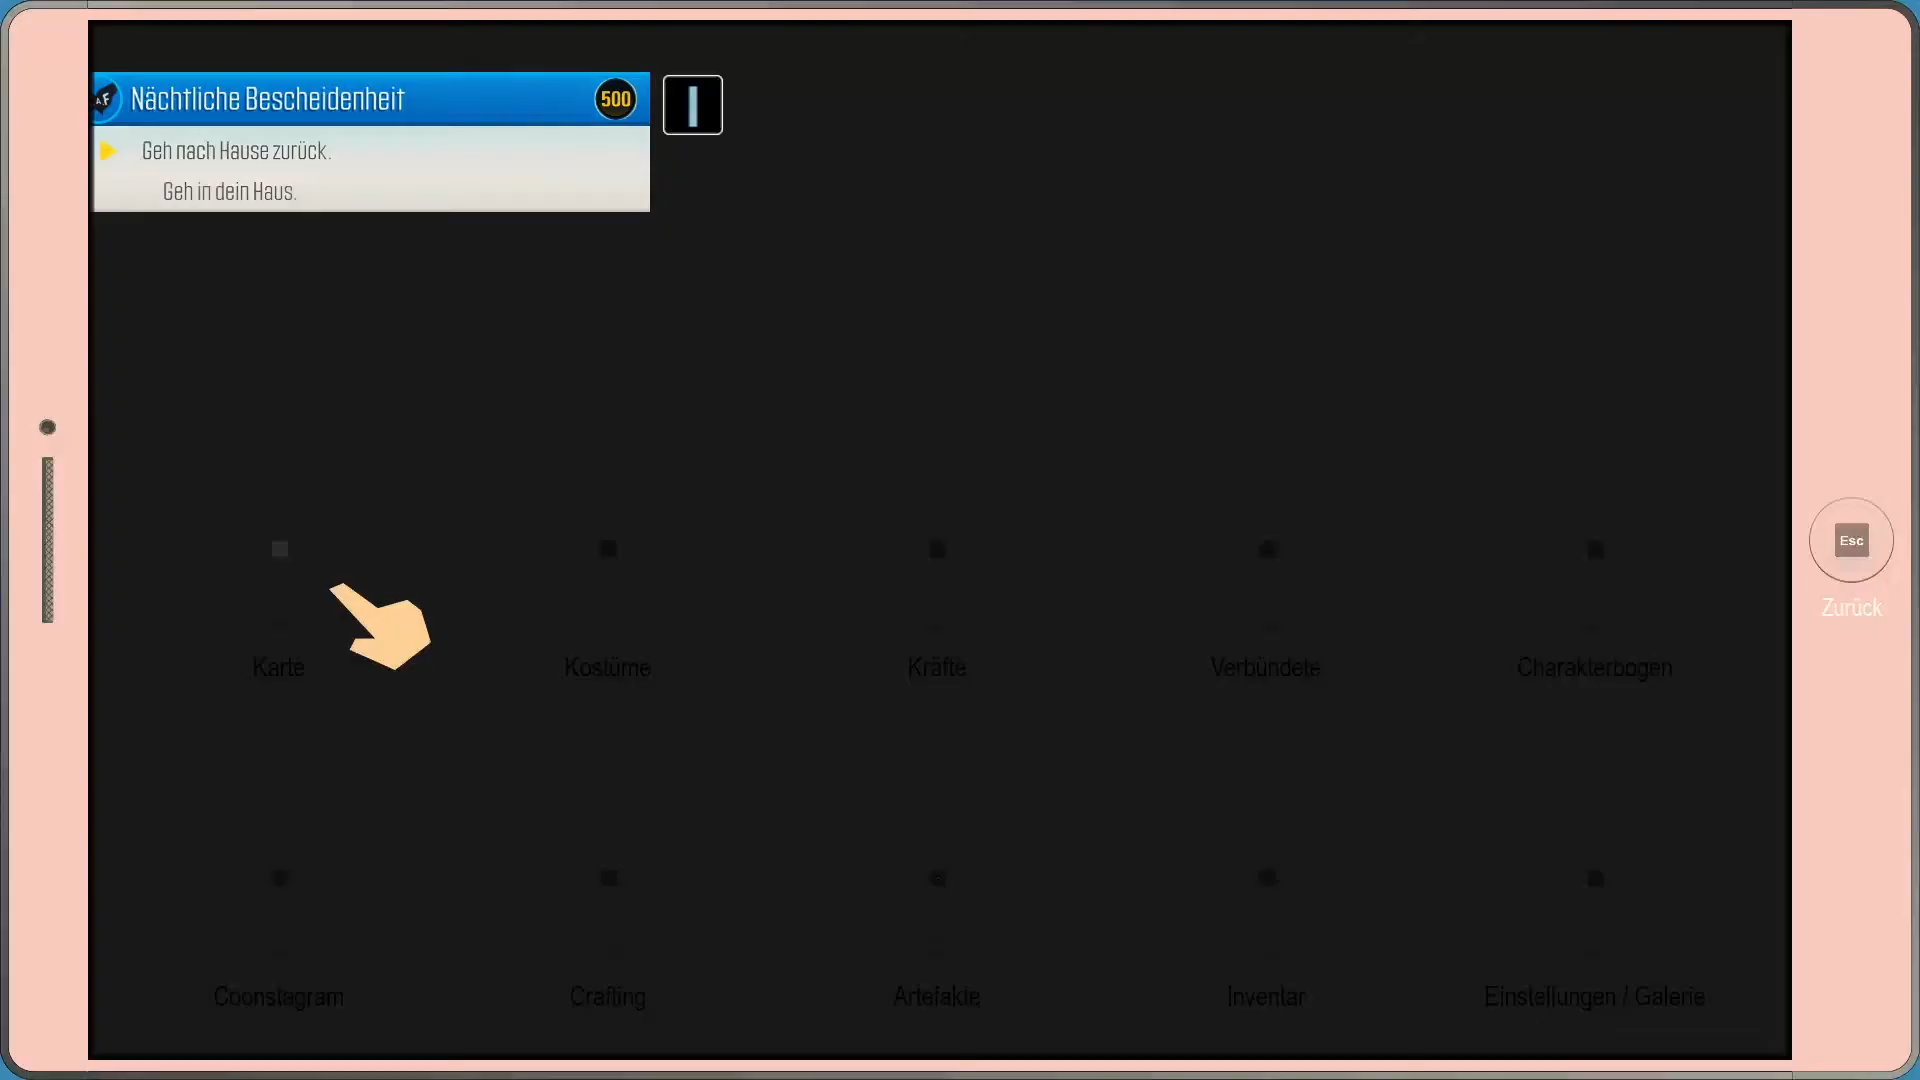 Nächtliche Bescheidenheit
500
I
Geh nach Hause zurück.
Geh in dein Haus.
Esc
Zurück
Karte
Kostüme
Kräfte
Verbündete
Charakterbogen
Coonstagram
Crafting
Artefakte
Inventar
Einstellungen / Galerie